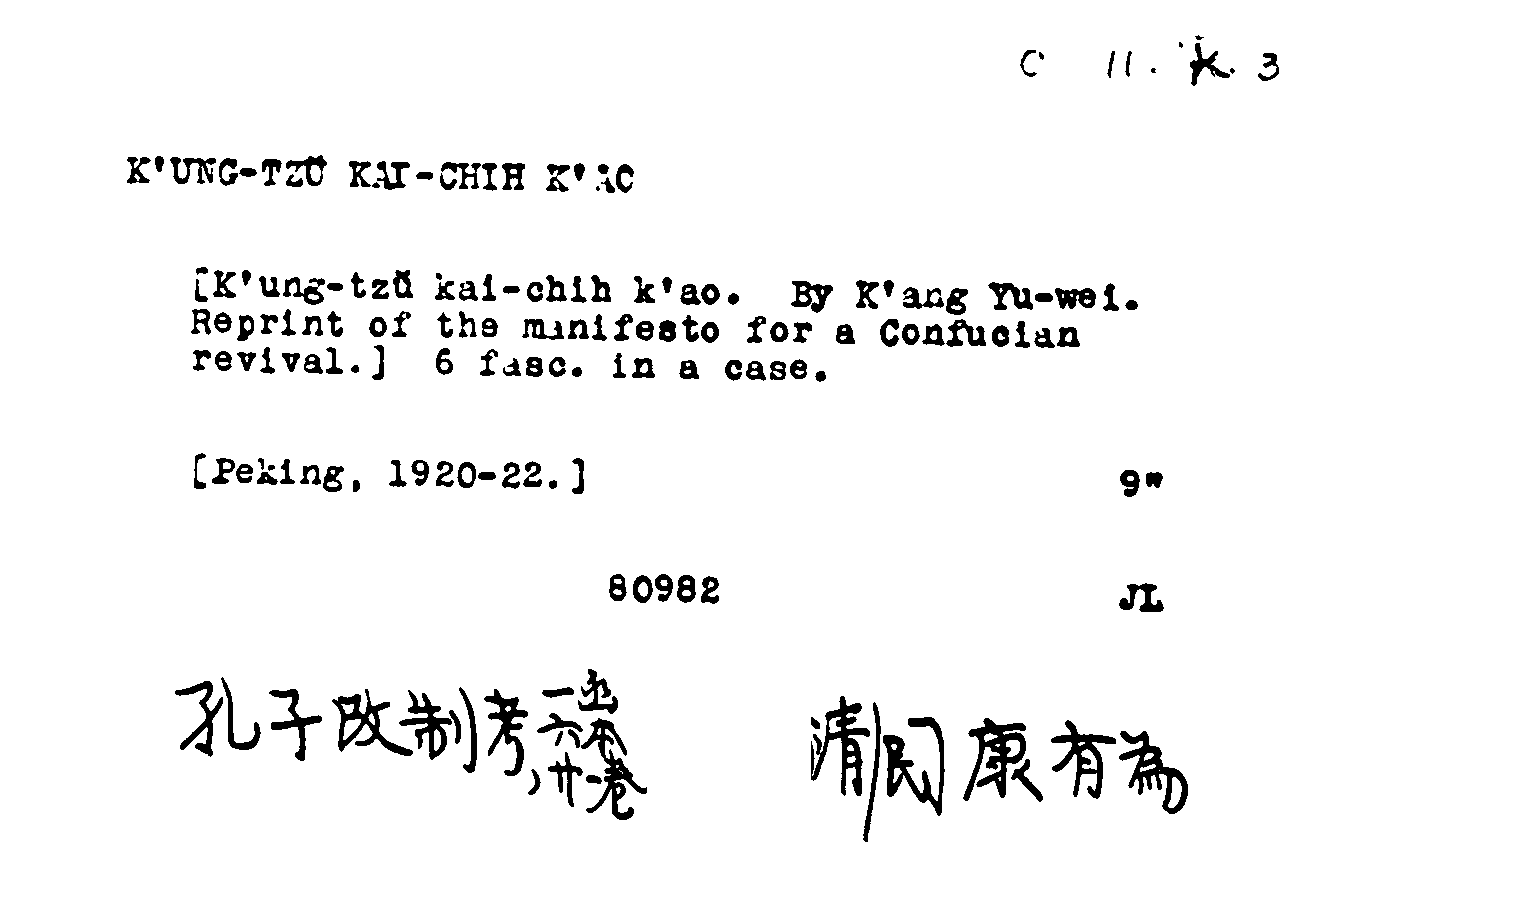 C 11. K. 3
K'UNG-TZŬ KAI-CHIH K'AO
[K'ung-tzŭ kai-chih k'ao. By K'ang Yu-wei.
Reprint of the manifesto for a Confucian
revival.] 6 fasc. in a case.
[Peking, 1920-22.] 9"
80982 JL
孔子改制考 一函
六本
廿一卷
清 康有為